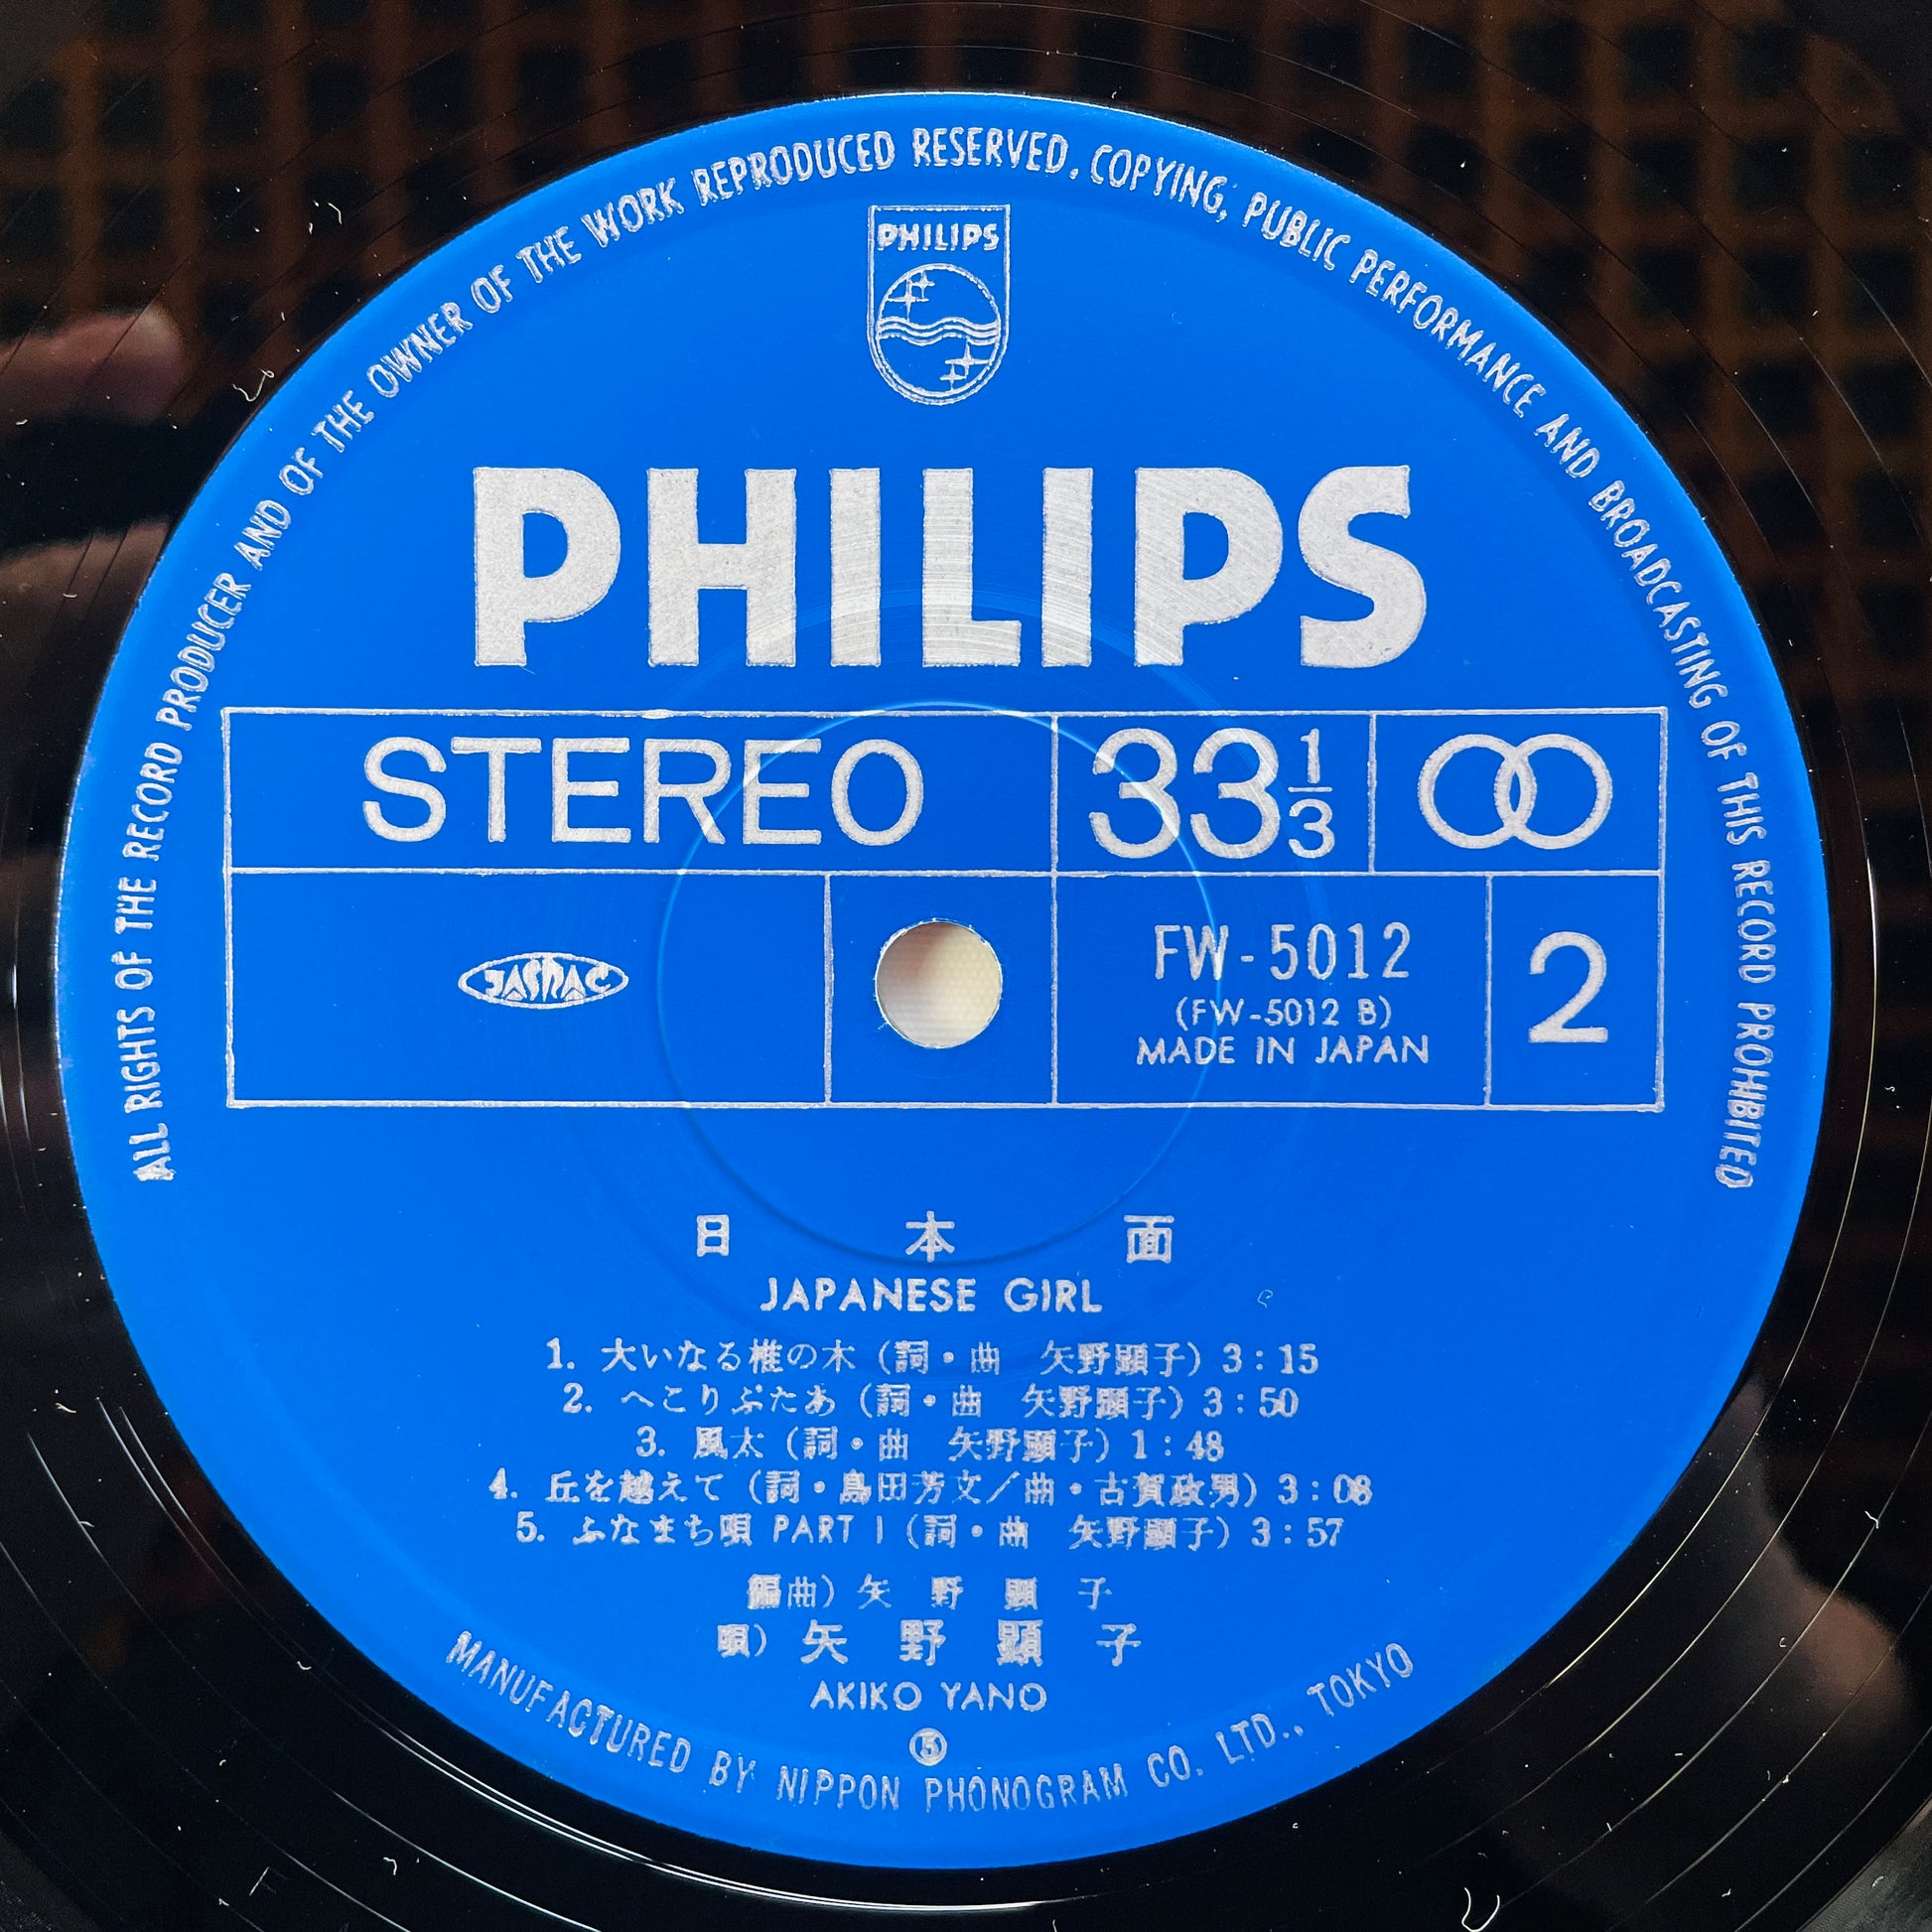 ALL RIGHTS OF THE RECORD PRODUCER AND OF THE OWNER OF THE WORK REPRODUCED RESERVED. COPYING, PUBLIC PERFORMANCE AND BROADCASTING OF THIS RECORD PROHIBITED
PHILIPS
PHILIPS
STEREO 33 1/3
JASRAC
FW-5012
(FW-5012 B)
MADE IN JAPAN
2
日本面
JAPANESE GIRL
1. 大いなる椎の木 (詞・曲 矢野顕子) 3:15
2. へこりぷたあ (詞・曲 矢野顕子) 3:50
3. 風太 (詞・曲 矢野顕子) 1:48
4. 丘を越えて (詞・島田芳文/曲・古賀政男) 3:08
5. ふなまち唄 PART I (詞・曲 矢野顕子) 3:57
編曲) 矢野顕子
唄) 矢野顕子
AKIKO YANO
⑤
MANUFACTURED BY NIPPON PHONOGRAM CO. LTD., TOKYO